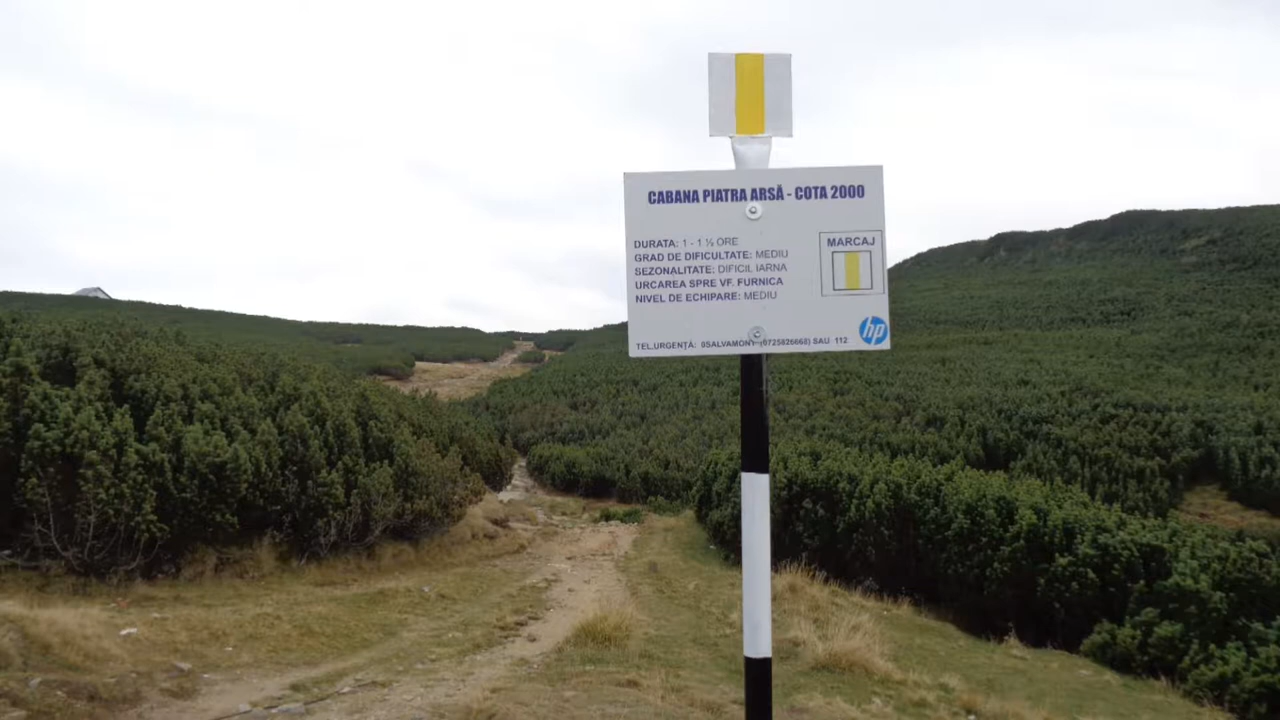 CABANA PIATRA ARSĂ - COTA 2000
DURATA: 1 - 1 ½ ORE
GRAD DE DIFICULTATE: MEDIU
SEZONALITATE: DIFICIL IARNA
URCAREA SPRE VF. FURNICA
NIVEL DE ECHIPARE: MEDIU
MARCAJ
TEL.URGENȚĂ: 0SALVAMONT (0725826668) SAU 112
hp